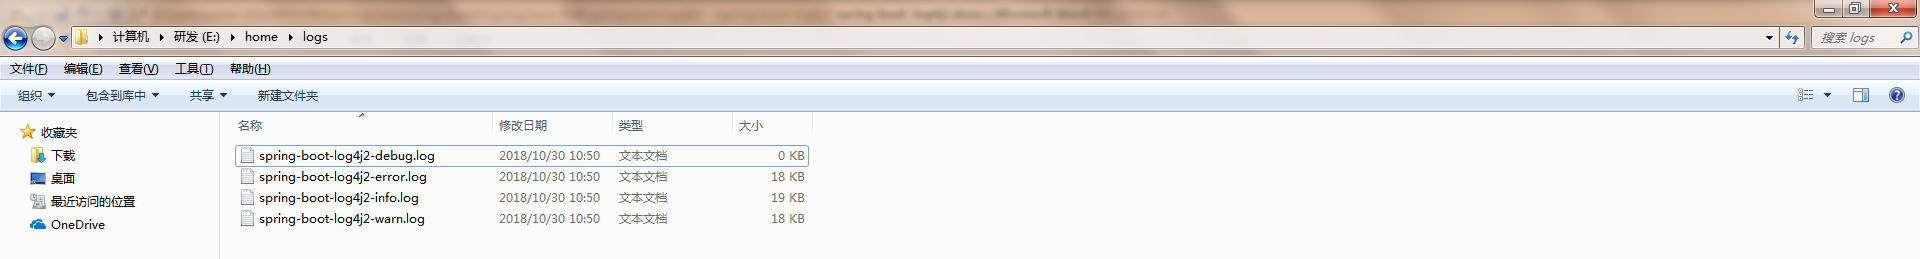 计算机 研发 (E:) home logs
搜索 logs
文件(F) 编辑(E) 查看(V) 工具(T) 帮助(H)
组织 包含到库中 共享 新建文件夹
收藏夹
下载
桌面
最近访问的位置
OneDrive
名称 修改日期 类型 大小
spring-boot-log4j2-debug.log 2018/10/30 10:50 文本文档 0 KB
spring-boot-log4j2-error.log 2018/10/30 10:50 文本文档 18 KB
spring-boot-log4j2-info.log 2018/10/30 10:50 文本文档 19 KB
spring-boot-log4j2-warn.log 2018/10/30 10:50 文本文档 18 KB